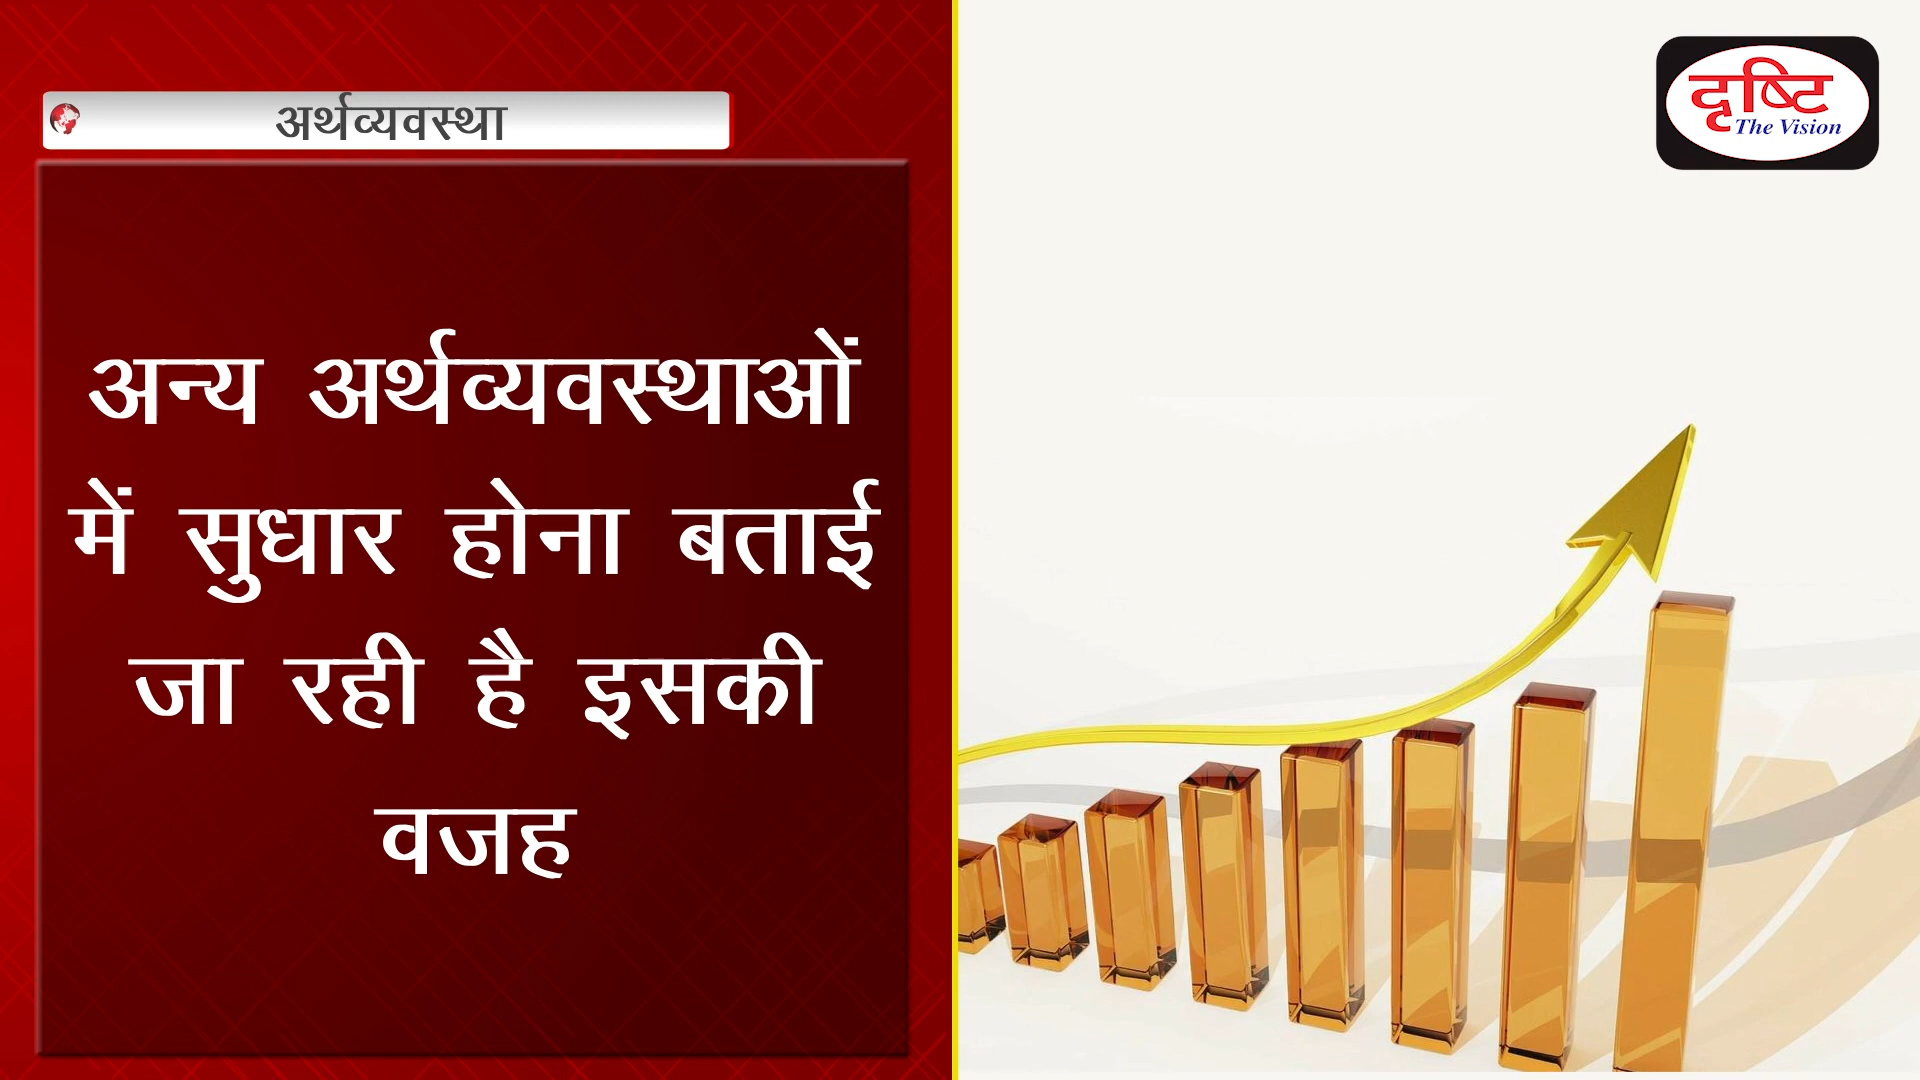 अर्थव्यवस्था
अन्य अर्थव्यवस्थाओं
में सुधार होना बताई
जा रही है इसकी
वजह
दृष्टि
The Vision